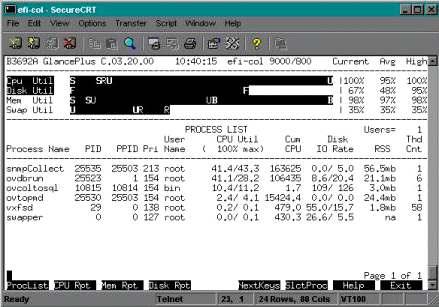 efi-col - SecureCRT
File Edit View Options Transfer Script Window Help
B3692A GlancePlus C.03.20.00 10:40:15 efi-col 9000/800 Current Avg High
Cpu Util S SRU U |100% 95% 100%
Disk Util F F | 67% 48% 95%
Mem Util S SU UB B | 98% 97% 98%
Swap Util U UR R | 35% 35% 35%
PROCESS LIST Users= 1
User CPU Util Cum Disk Thd
Process Name PID PPID Pri Name ( 100% max) CPU IO Rate RSS Cnt
snmpCollect 25535 25503 213 root 41.4/43.3 163625 0.0/ 5.0 56.5mb 1
ovdbrun 25523 1 154 root 41.1/28.2 106435 8.6/20.4 21.1mb 6
ovcoltosql 10815 10814 154 bin 10.4/11.2 1.7 109/ 126 3.0mb 1
ovtopmd 25530 25503 154 root 2.4/ 4.1 15424.4 0.0/ 0.0 24.4mb 1
vxfsd 29 0 138 root 0.2/ 0.1 479.0 55.0/15.7 1.8mb 58
swapper 0 0 127 root 0.0/ 0.1 430.3 26.6/ 5.5 na 1
Page 1 of 1
ProcList CPU Rpt Mem Rpt Disk Rpt NextKeys SlctProc Help Exit
Ready Telnet 23, 1 24 Rows, 80 Cols VT100